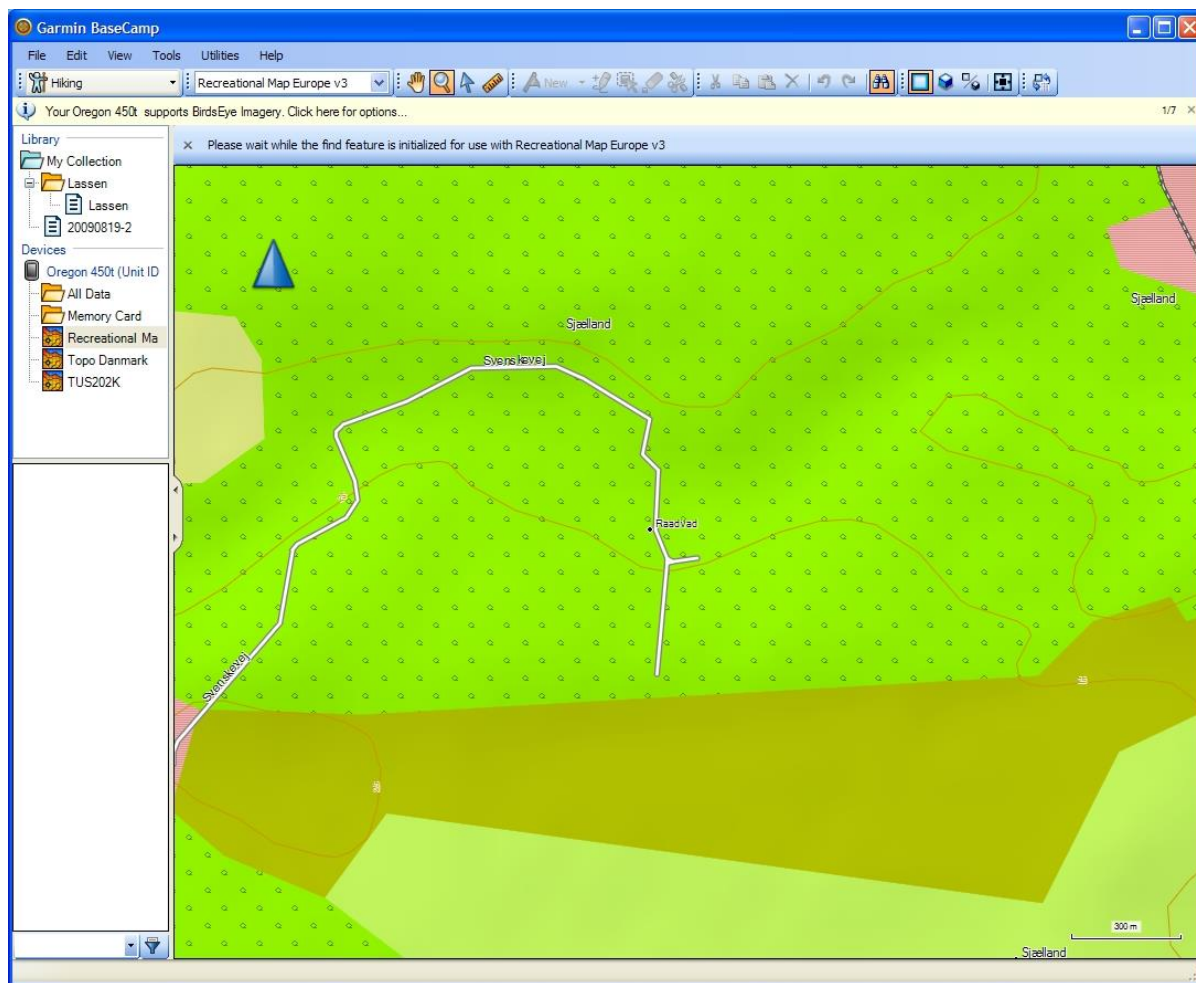 Garmin BaseCamp
File Edit View Tools Utilities Help
Hiking Recreational Map Europe v3 New
Your Oregon 450t supports BirdsEye Imagery. Click here for options... 1/7
Library
My Collection
Lassen
Lassen
20090819-2
Devices
Oregon 450t (Unit ID
All Data
Memory Card
Recreational Ma
Topo Danmark
TUS202K
Please wait while the find feature is initialized for use with Recreational Map Europe v3
Sjælland
Sjælland
Svenskevej
Raadvad
Svenskevej
25
25
300 m
Sjælland